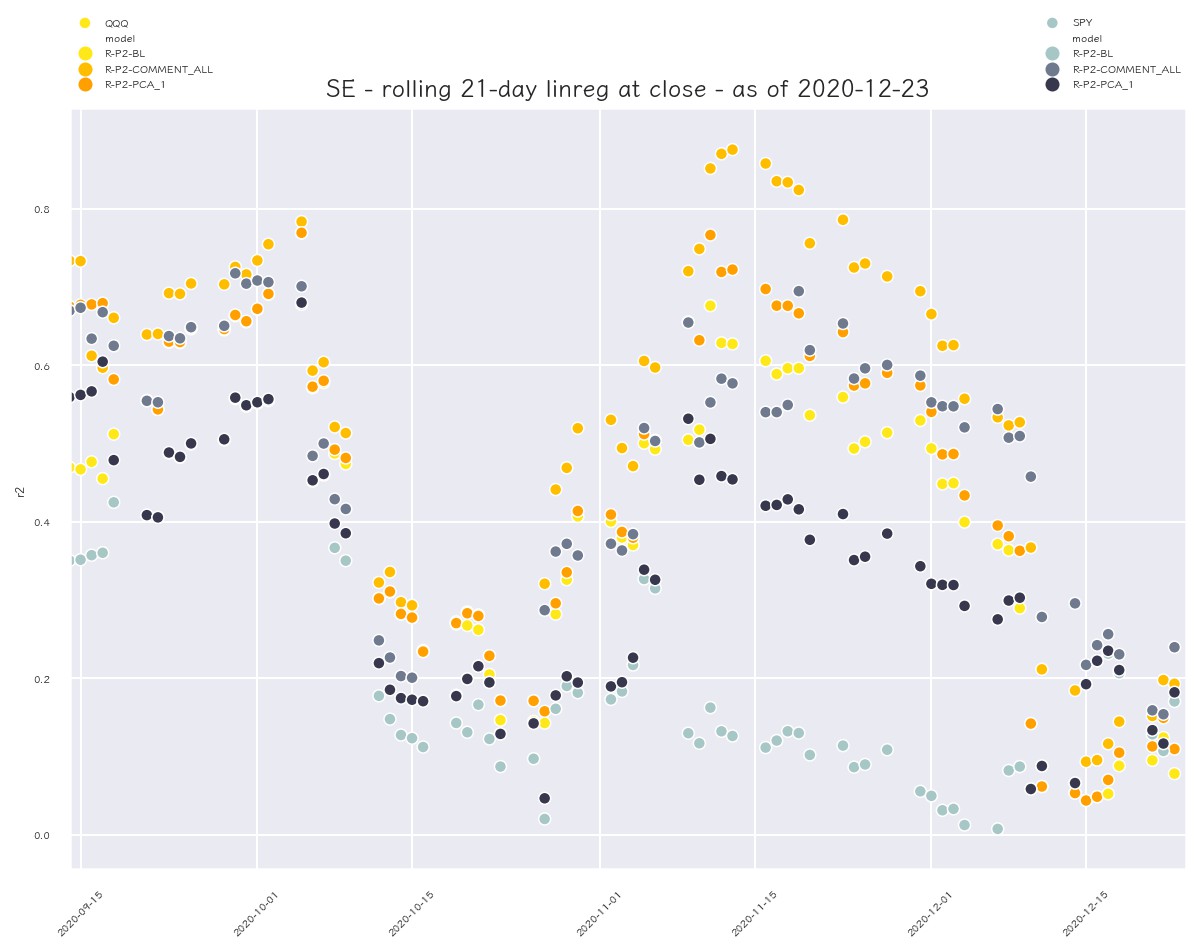 QQQ
model
R-P2-BL
R-P2-COMMENT_ALL
R-P2-PCA_1
SPY
model
R-P2-BL
R-P2-COMMENT_ALL
R-P2-PCA_1
SE - rolling 21-day linreg at close - as of 2020-12-23
r2
0.8
0.6
0.4
0.2
0.0
2020-09-15
2020-10-01
2020-10-15
2020-11-01
2020-11-15
2020-12-01
2020-12-15